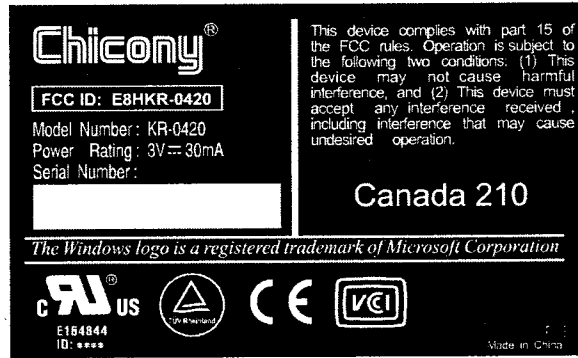 Chicony®
FCC ID: E8HKR-0420
Model Number: KR-0420
Power Rating: 3V⎓30mA
Serial Number:
This device complies with part 15 of
the FCC rules. Operation is subject to
the following two conditions: (1) This
device may not cause harmful
interference, and (2) This device must
accept any interference received,
including interference that may cause
undesired operation.
Canada 210
The Windows logo is a registered trademark of Microsoft Corporation
c RU® US
E154844
ID: ****
TÜV Rheinland
CE
VCI
Made in China